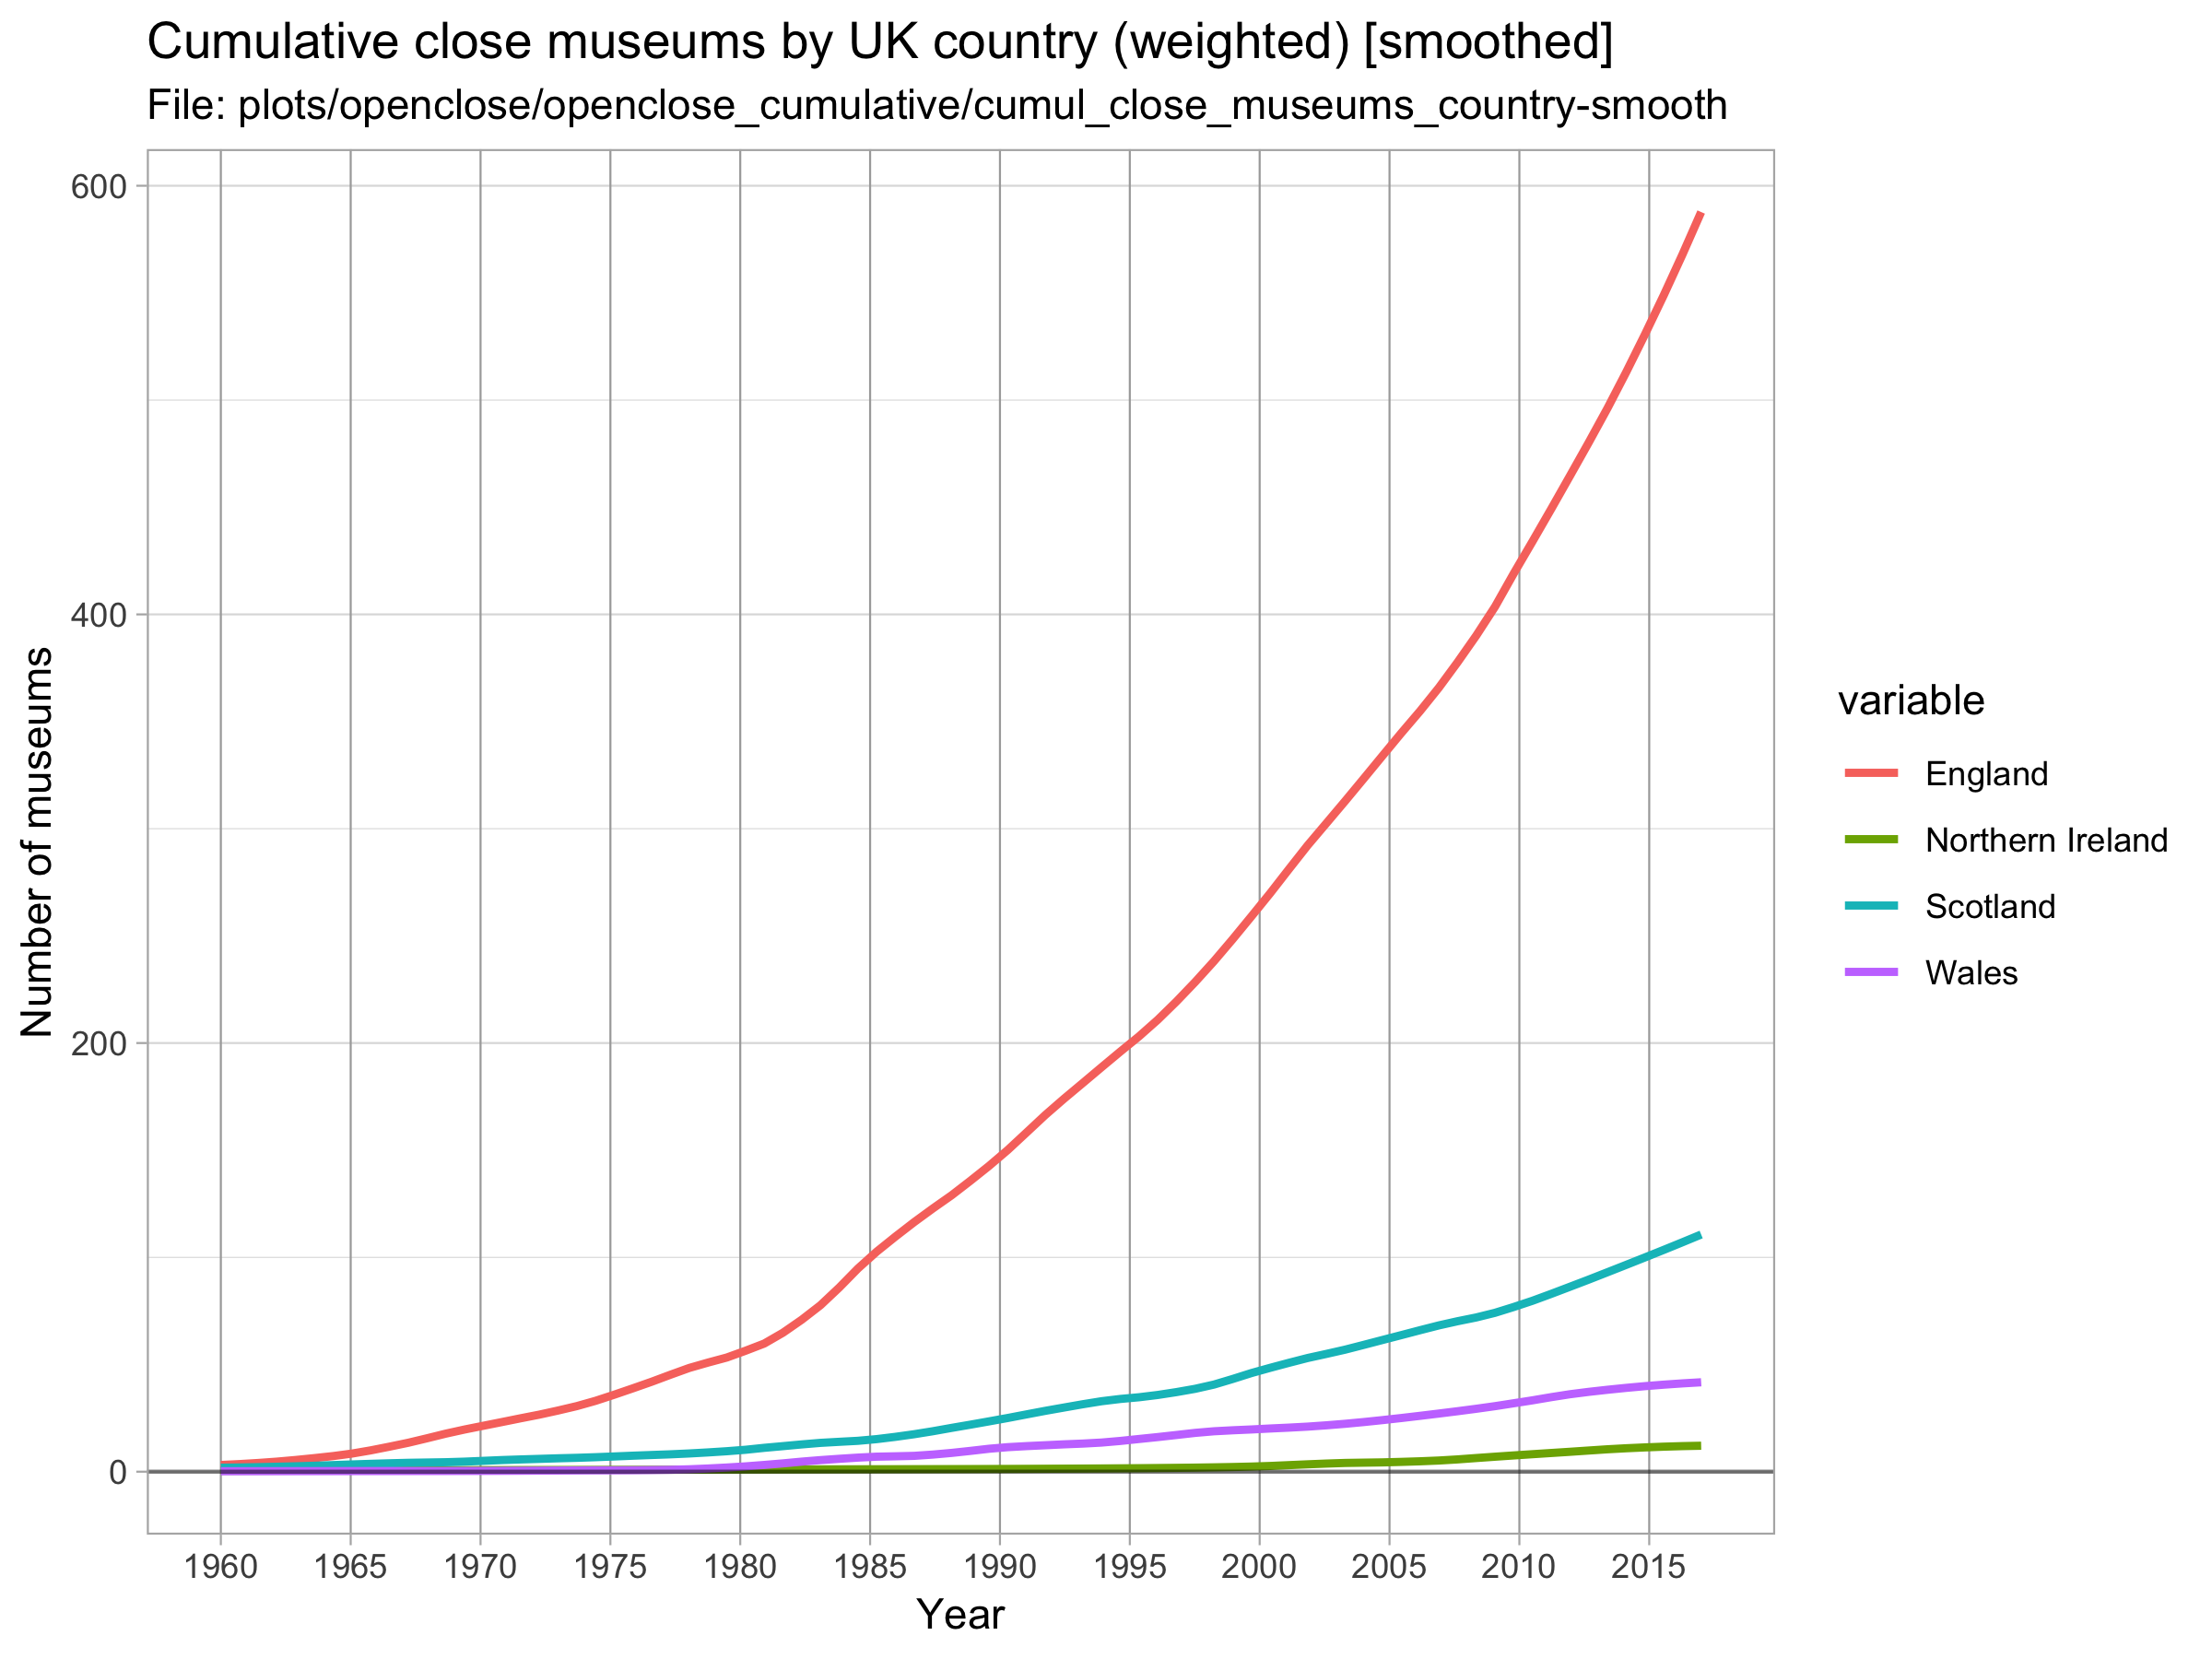 Cumulative close museums by UK country (weighted) [smoothed]
File: plots/openclose/openclose_cumulative/cumul_close_museums_country-smooth
Number of museums
600
400
200
0
1960 1965 1970 1975 1980 1985 1990 1995 2000 2005 2010 2015
Year
variable
England
Northern Ireland
Scotland
Wales